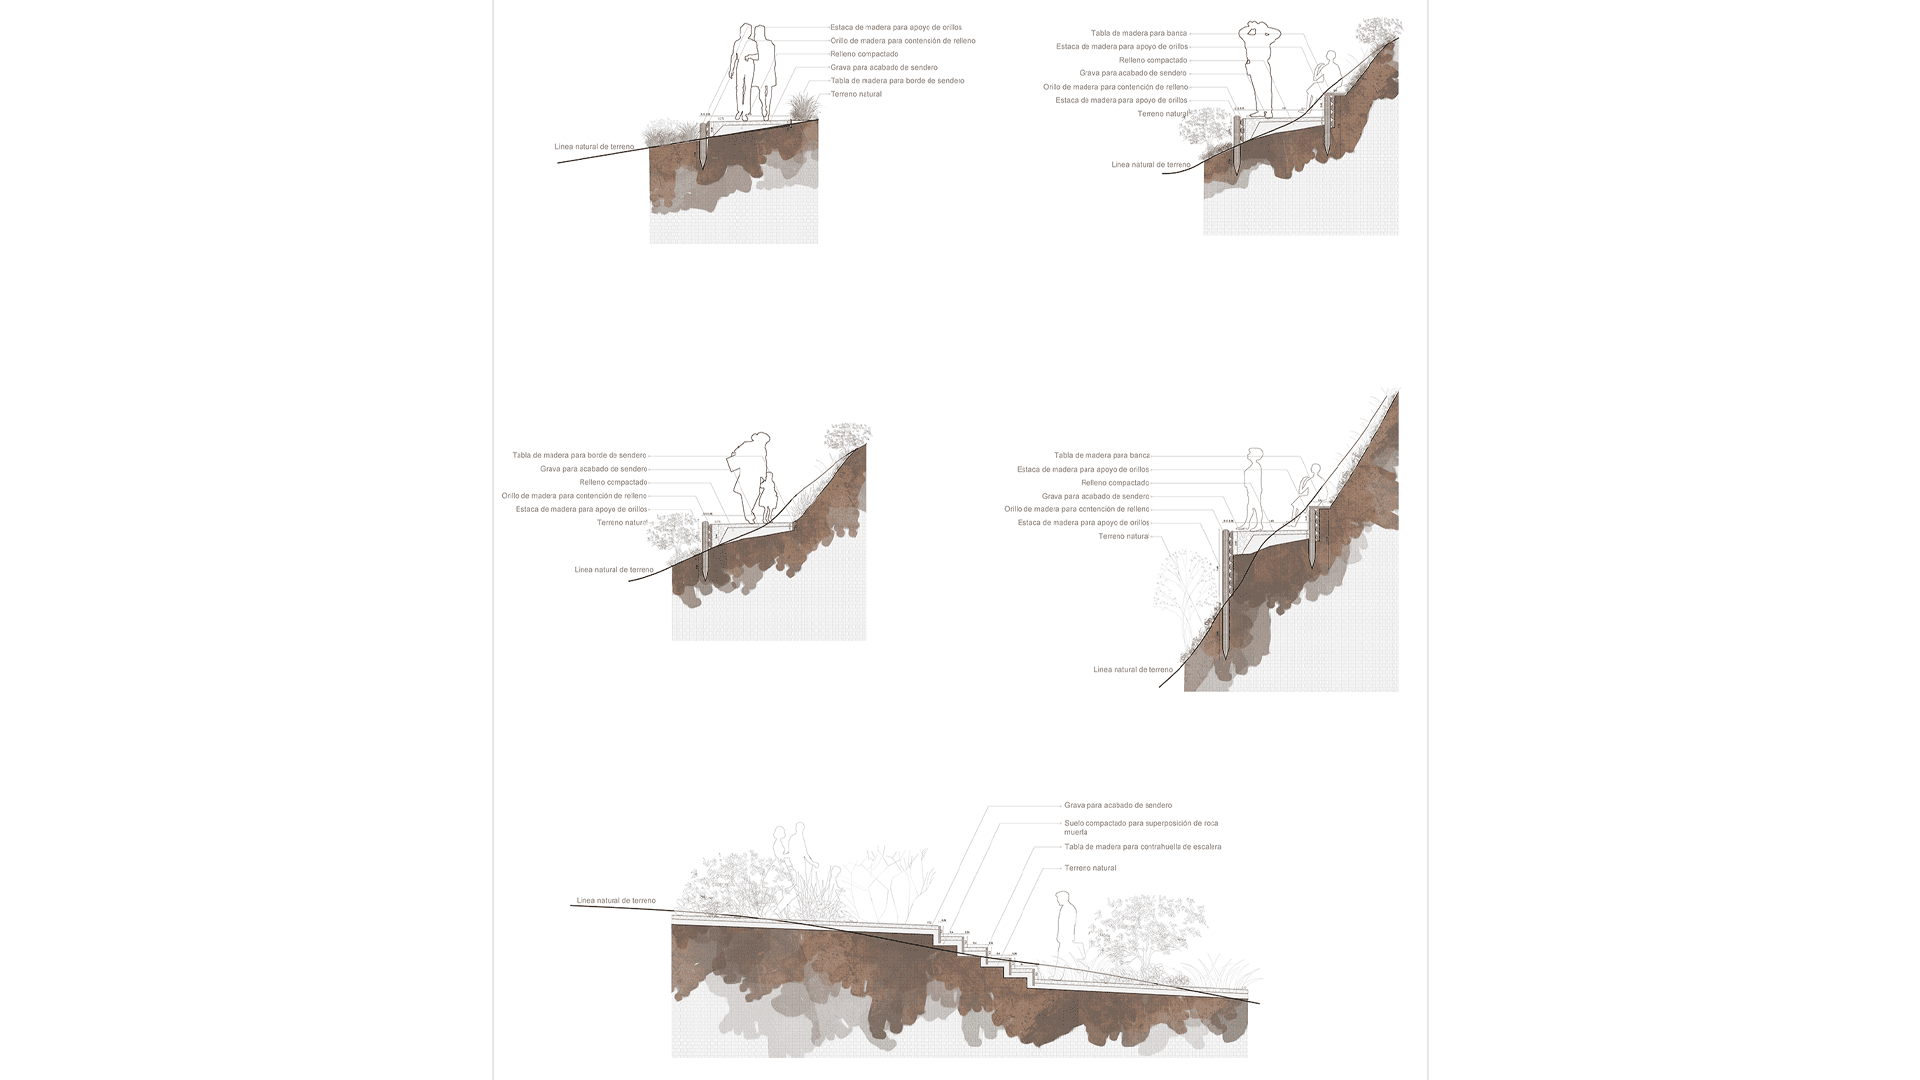 Estaca de madera para apoyo de orillos
Orillo de madera para contención de relleno
Relleno compactado
Grava para acabado de sendero
Tabla de madera para borde de sendero
Terreno natural
Linea natural de terreno
Tabla de madera para banca
Estaca de madera para apoyo de orillos
Relleno compactado
Grava para acabado de sendero
Orillo de madera para contención de relleno
Estaca de madera para apoyo de orillos
Terreno natural
Linea natural de terreno
Tabla de madera para borde de sendero
Grava para acabado de sendero
Relleno compactado
Orillo de madera para contención de relleno
Estaca de madera para apoyo de orillos
Terreno natural
Linea natural de terreno
Tabla de madera para banca
Estaca de madera para apoyo de orillos
Relleno compactado
Grava para acabado de sendero
Orillo de madera para contención de relleno
Estaca de madera para apoyo de orillos
Terreno natural
Linea natural de terreno
Grava para acabado de sendero
Suelo compactado para superposición de roca
muerta
Tabla de madera para contrahuella de escalera
Terreno natural
Linea natural de terreno